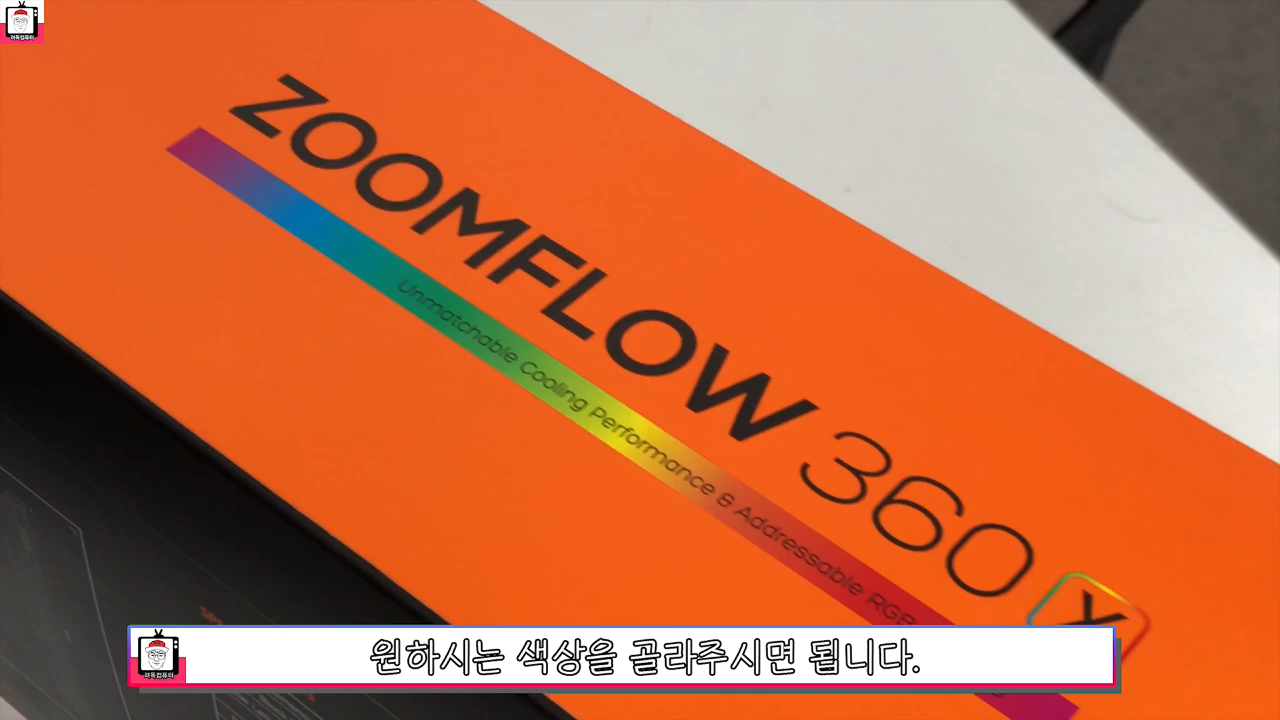 ZOOMFLOW 360 X
Unmatchable Cooling Performance & Addressable RGB
원하시는 색상을 골라주시면 됩니다.